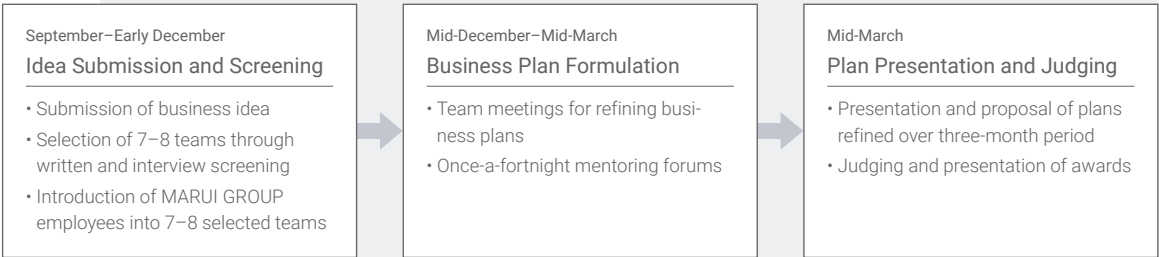 September–Early December
Idea Submission and Screening
• Submission of business idea
• Selection of 7–8 teams through
written and interview screening
• Introduction of MARUI GROUP
employees into 7–8 selected teams
Mid-December–Mid-March
Business Plan Formulation
• Team meetings for refining busi-
ness plans
• Once-a-fortnight mentoring forums
Mid-March
Plan Presentation and Judging
• Presentation and proposal of plans
refined over three-month period
• Judging and presentation of awards